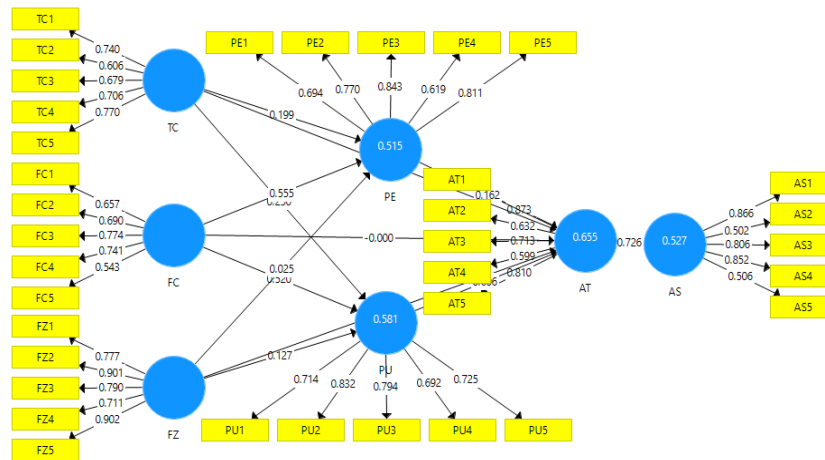 TC1
TC2
TC3
TC4
TC5
0.740
0.606
0.679
0.706
0.770
TC
FC1
FC2
FC3
FC4
FC5
0.657
0.690
0.774
0.741
0.543
FC
FZ1
FZ2
FZ3
FZ4
FZ5
0.777
0.901
0.790
0.711
0.902
FZ
PE1
PE2
PE3
PE4
PE5
0.694
0.770
0.843
0.619
0.811
0.515
PE
0.199
0.555
-0.000
0.025
0.127
0.581
PU
0.714
0.832
0.794
0.692
0.725
PU1
PU2
PU3
PU4
PU5
AT1
AT2
AT3
AT4
AT5
0.162
0.873
0.632
0.713
0.599
0.810
0.655
AT
0.726
0.527
AS
0.866
0.502
0.806
0.852
0.506
AS1
AS2
AS3
AS4
AS5